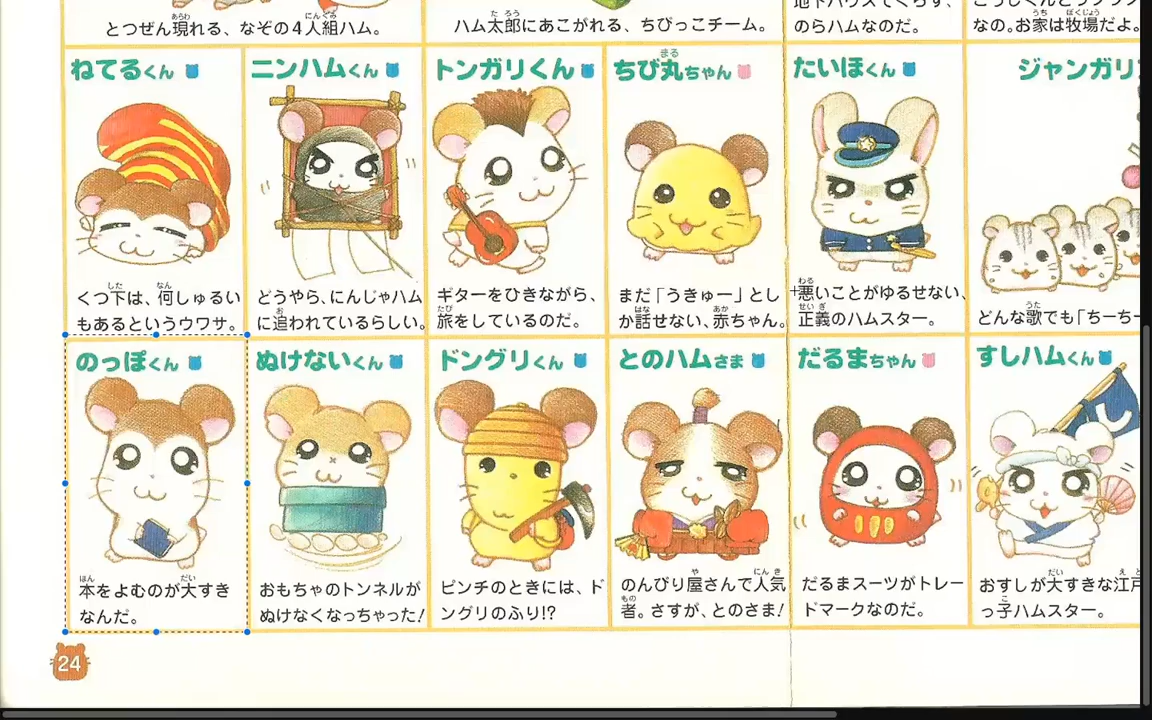 とつぜん現れる、なぞの4人組ハム。
ハム太郎にあこがれる、ちびっこチーム。
のらハムなのだ。
なの。お家は牧場だよ。
ねてるくん
くつ下は、何しゅるい
もあるというウワサ。
ニンハムくん
どうやら、にんじゃハム
に追われているらしい。
トンガリくん
ギターをひきながら、
旅をしているのだ。
ちび丸ちゃん
まだ「うきゅー」とし
か話せない、赤ちゃん。
たいほくん
悪いことがゆるせない、
正義のハムスター。
ジャンガリ
どんな歌でも「ちーちー
のっぽくん
本をよむのが大すき
なんだ。
ぬけないくん
おもちゃのトンネルが
ぬけなくなっちゃった!
ドングリくん
ピンチのときには、ド
ングリのふり!?
とのハムさま
のんびり屋さんで人気
者。さすが、とのさま!
だるまちゃん
だるまスーツがトレー
ドマークなのだ。
すしハムくん
し
おすしが大すきな江戸
っ子ハムスター。
24